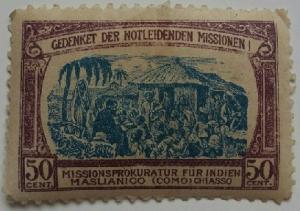 GEDENKET DER NOTLEIDENDEN MISSIONEN!
50 CENT. MISSIONSPROKURATUR FÜR INDIEN 50 CENT.
MASLIANICO (COMO) CHIASSO